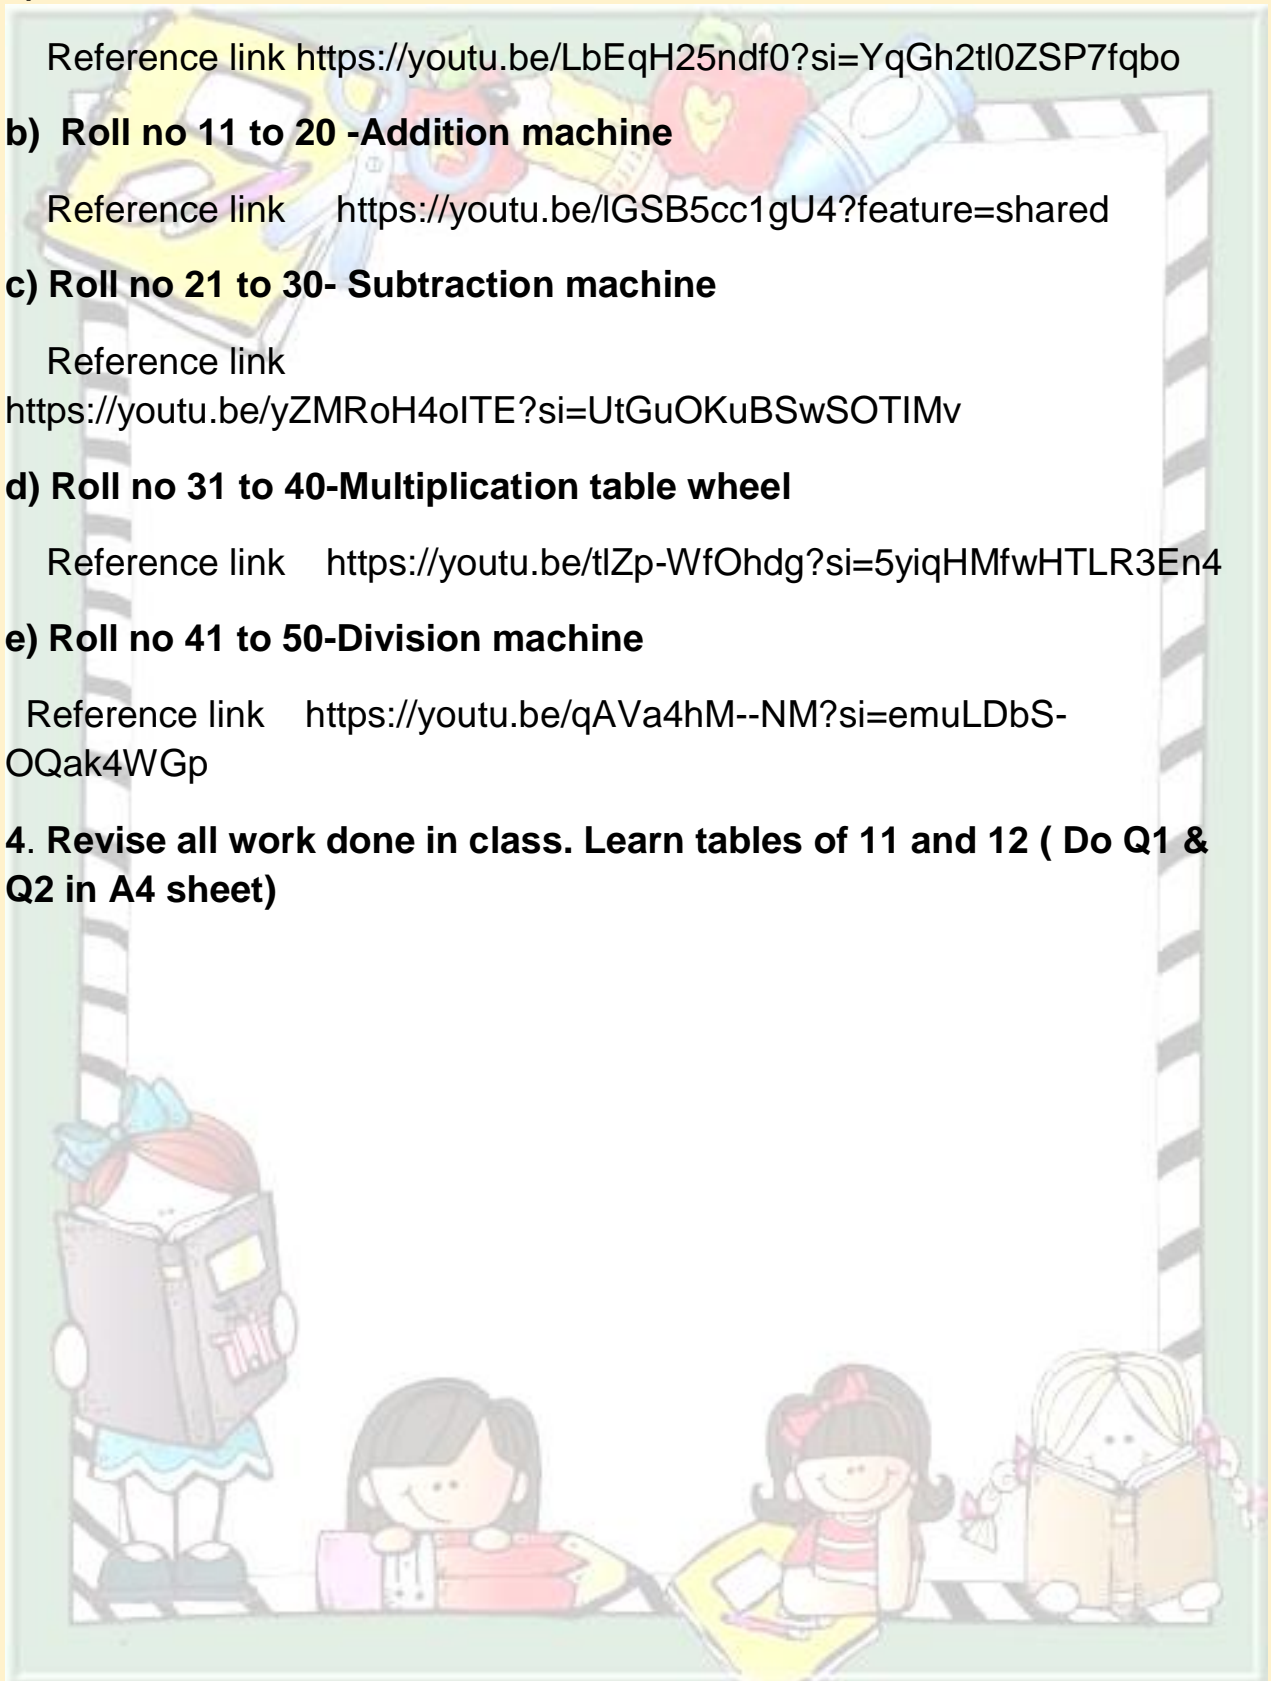 Reference link https://youtu.be/LbEqH25ndf0?si=YqGh2tl0ZSP7fqbo
b) Roll no 11 to 20 -Addition machine
Reference link https://youtu.be/lGSB5cc1gU4?feature=shared
c) Roll no 21 to 30- Subtraction machine
Reference link
https://youtu.be/yZMRoH4oITE?si=UtGuOKuBSwSOTIMv
d) Roll no 31 to 40-Multiplication table wheel
Reference link https://youtu.be/tlZp-WfOhdg?si=5yiqHMfwHTLR3En4
e) Roll no 41 to 50-Division machine
Reference link https://youtu.be/qAVa4hM--NM?si=emuLDbS-
OQak4WGp
4. Revise all work done in class. Learn tables of 11 and 12 ( Do Q1 &
Q2 in A4 sheet)